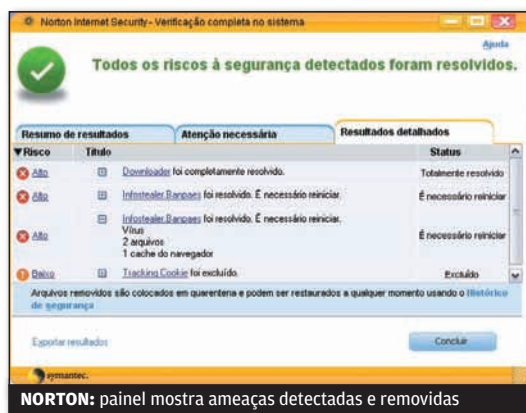 Norton Internet Security - Verificação completa no sistema
Ajuda
Todos os riscos à segurança detectados foram resolvidos.
Resumo de resultados Atenção necessária Resultados detalhados
Risco Título Status
Alto Downloader foi completamente resolvido. Totalmente resolvido
Alto Infostealer.Banpaes foi resolvido. É necessário reiniciar. É necessário reiniciar
Alto Infostealer.Banpaes foi resolvido. É necessário reiniciar. É necessário reiniciar
Vírus
2 arquivos
1 cache do navegador
Baixo Tracking Cookie foi excluído. Excluído
Arquivos removidos são colocados em quarentena e podem ser restaurados a qualquer momento usando o Histórico
de segurança
Exportar resultados Concluir
symantec.
NORTON: painel mostra ameaças detectadas e removidas